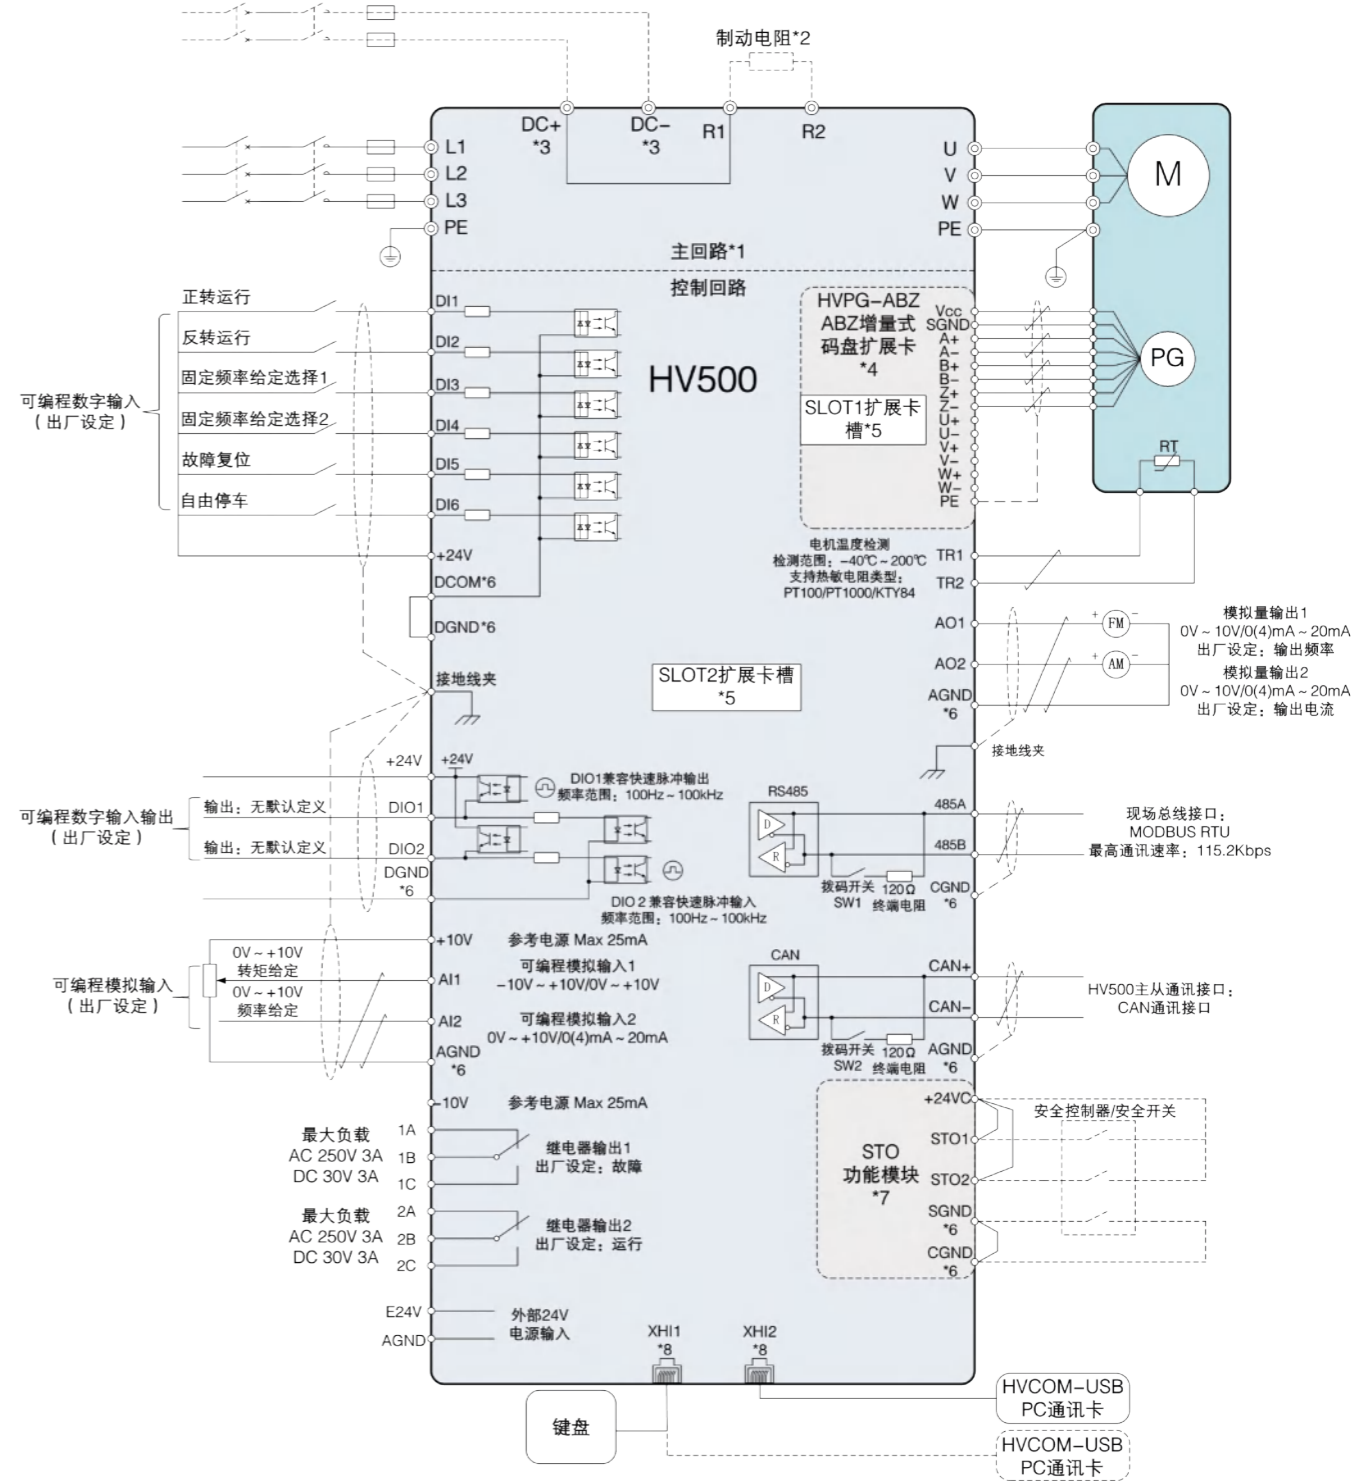 制动电阻*2
DC+
*3
DC-
*3
R1
R2
L1
L2
L3
PE
U
V
W
PE
M
主回路*1
控制回路
HV500
可编程数字输入
(出厂设定)
正转运行
反转运行
固定频率给定选择1
固定频率给定选择2
故障复位
自由停车
DI1
DI2
DI3
DI4
DI5
DI6
+24V
DCOM*6
DGND*6
接地线夹
HVPG-ABZ
ABZ增量式
码盘扩展卡
*4
SLOT1扩展卡
槽*5
Vcc
SGND
A+
A-
B+
B-
Z+
Z-
U+
U-
V+
V-
W+
W-
PE
PG
RT
电机温度检测
检测范围：-40℃~200℃
支持热敏电阻类型：
PT100/PT1000/KTY84
TR1
TR2
SLOT2扩展卡槽
*5
AO1
AO2
AGND
*6
+ FM -
+ AM -
模拟量输出1
0V~10V/0(4)mA~20mA
出厂设定：输出频率
模拟量输出2
0V~10V/0(4)mA~20mA
出厂设定：输出电流
接地线夹
可编程数字输入输出
(出厂设定)
输出：无默认定义
输出：无默认定义
+24V
+24V
DIO1
DIO2
DGND
*6
DIO1兼容快速脉冲输出
频率范围：100Hz~100kHz
DIO 2 兼容快速脉冲输入
频率范围：100Hz~100kHz
RS485
D
R
拨码开关
SW1
120Ω
终端电阻
485A
485B
CGND
*6
现场总线接口：
MODBUS RTU
最高通讯速率：115.2Kbps
可编程模拟输入
(出厂设定)
0V~+10V
转矩给定
0V~+10V
频率给定
+10V
AI1
AI2
AGND
*6
-10V
参考电源 Max 25mA
可编程模拟输入1
-10V~+10V/0V~+10V
可编程模拟输入2
0V~+10V/0(4)mA~20mA
参考电源 Max 25mA
CAN
D
R
拨码开关
SW2
120Ω
终端电阻
CAN+
CAN-
AGND
*6
HV500主从通讯接口：
CAN通讯接口
最大负载
AC 250V 3A
DC 30V 3A
1A
1B
1C
继电器输出1
出厂设定：故障
最大负载
AC 250V 3A
DC 30V 3A
2A
2B
2C
继电器输出2
出厂设定：运行
STO
功能模块
*7
+24VC
STO1
STO2
SGND
*6
CGND
*6
安全控制器/安全开关
E24V
AGND
外部24V
电源输入
XHI1
*8
XHI2
*8
键盘
HVCOM-USB
PC通讯卡
HVCOM-USB
PC通讯卡